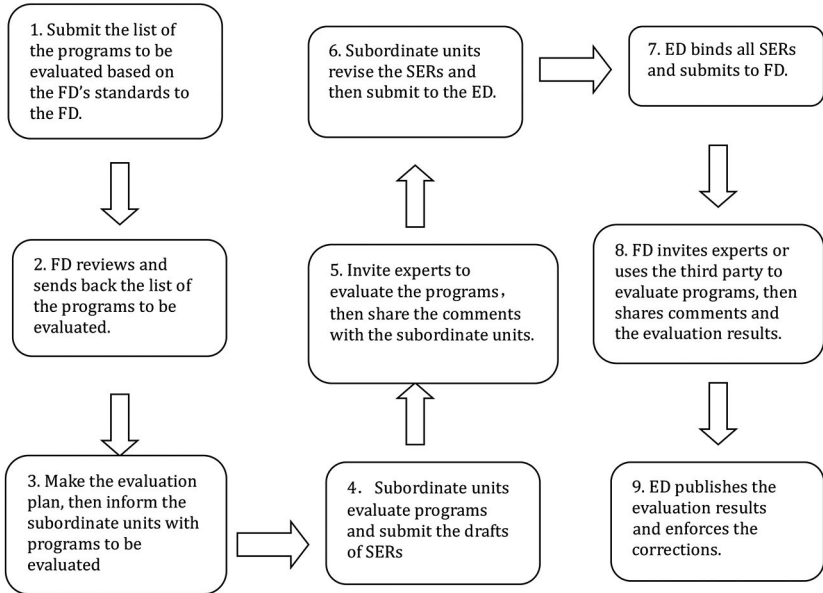 1. Submit the list of
the programs to be
evaluated based on
the FD's standards to
the FD.
2. FD reviews and
sends back the list of
the programs to be
evaluated.
3. Make the evaluation
plan, then inform the
subordinate units with
programs to be
evaluated
4.   Subordinate units
evaluate programs
and submit the drafts
of SERs
5. Invite experts to
evaluate the programs，
then share the comments
with the subordinate units.
6. Subordinate units
revise the SERs and
then submit to the ED.
7. ED binds all SERs
and submits to FD.
8. FD invites experts or
uses the third party to
evaluate programs, then
shares comments and
the evaluation results.
9. ED publishes the
evaluation results
and enforces the
corrections.